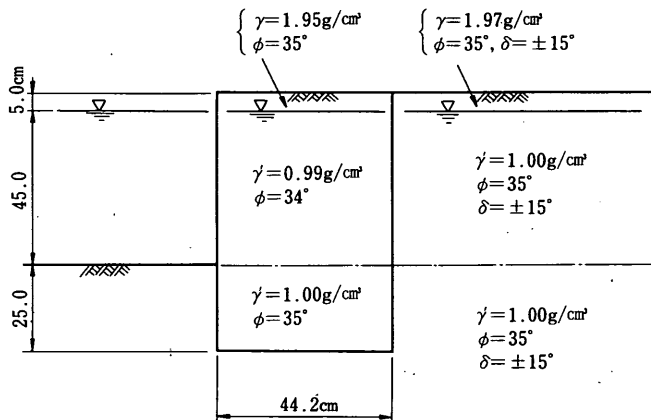 γ=1.95g/cm³
φ=35°
γ=1.97g/cm³
φ=35°, δ=±15°
5.0cm
45.0
γ′=0.99g/cm³
φ=34°
γ′=1.00g/cm³
φ=35°
δ=±15°
25.0
γ′=1.00g/cm³
φ=35°
γ′=1.00g/cm³
φ=35°
δ=±15°
44.2cm